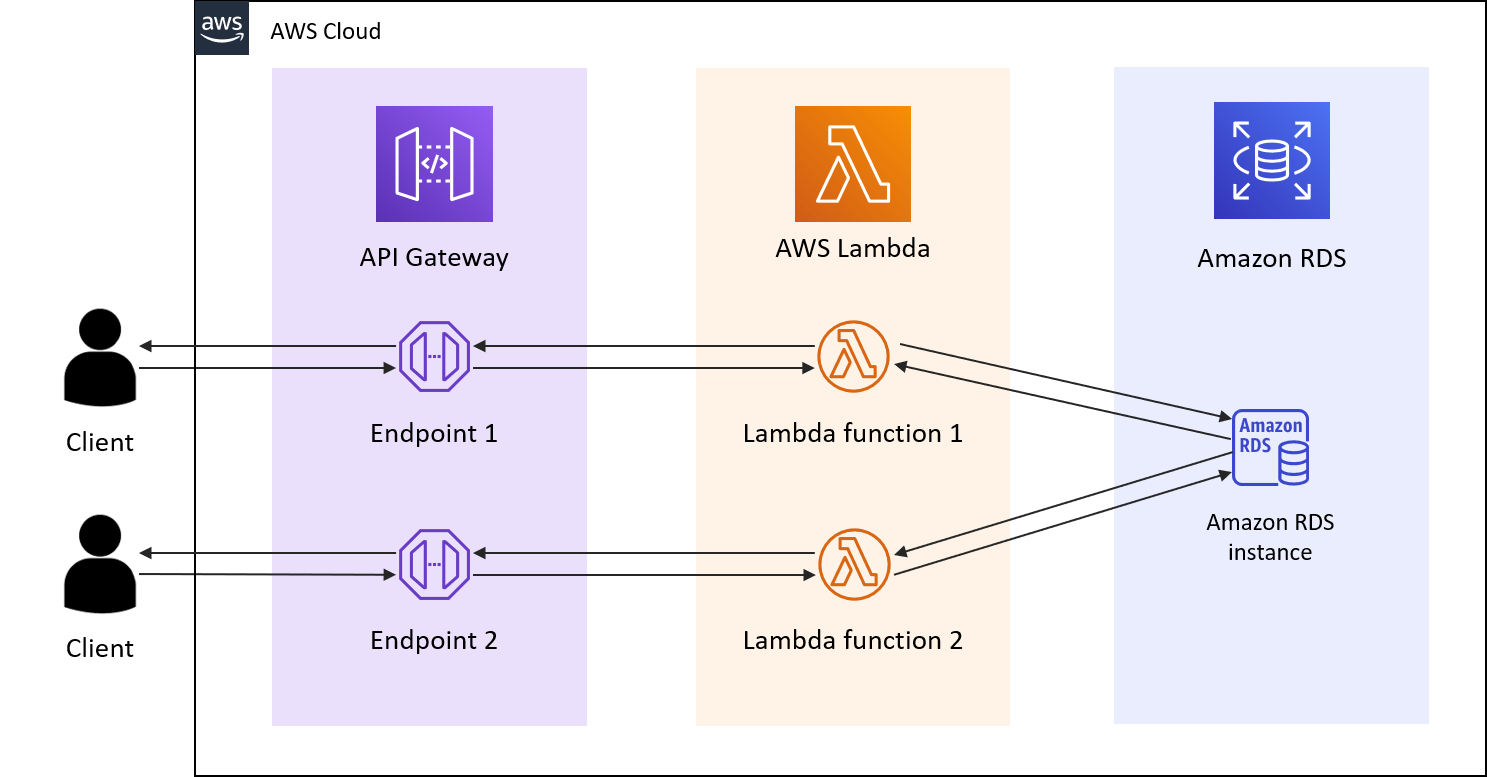 aws
AWS Cloud
API Gateway
AWS Lambda
Amazon RDS
Client
Endpoint 1
Lambda function 1
Amazon
RDS
Amazon RDS
instance
Client
Endpoint 2
Lambda function 2